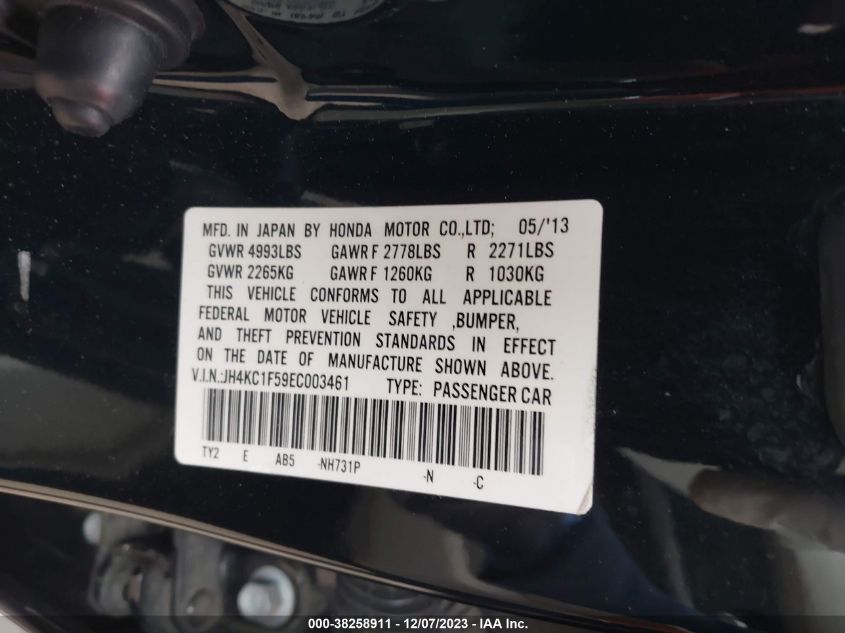 MFD. IN JAPAN BY HONDA MOTOR CO.,LTD; 05/'13
GVWR 4993LBS GAWR F 2778LBS R 2271LBS
GVWR 2265KG GAWR F 1260KG R 1030KG
THIS VEHICLE CONFORMS TO ALL APPLICABLE
FEDERAL MOTOR VEHICLE SAFETY ,BUMPER,
AND THEFT PREVENTION STANDARDS IN EFFECT
ON THE DATE OF MANUFACTURE SHOWN ABOVE.
V.I.N.:JH4KC1F59EC003461 TYPE: PASSENGER CAR
TY2 E AB5 -NH731P -N -C
000-38258911 - 12/07/2023 - IAA Inc.